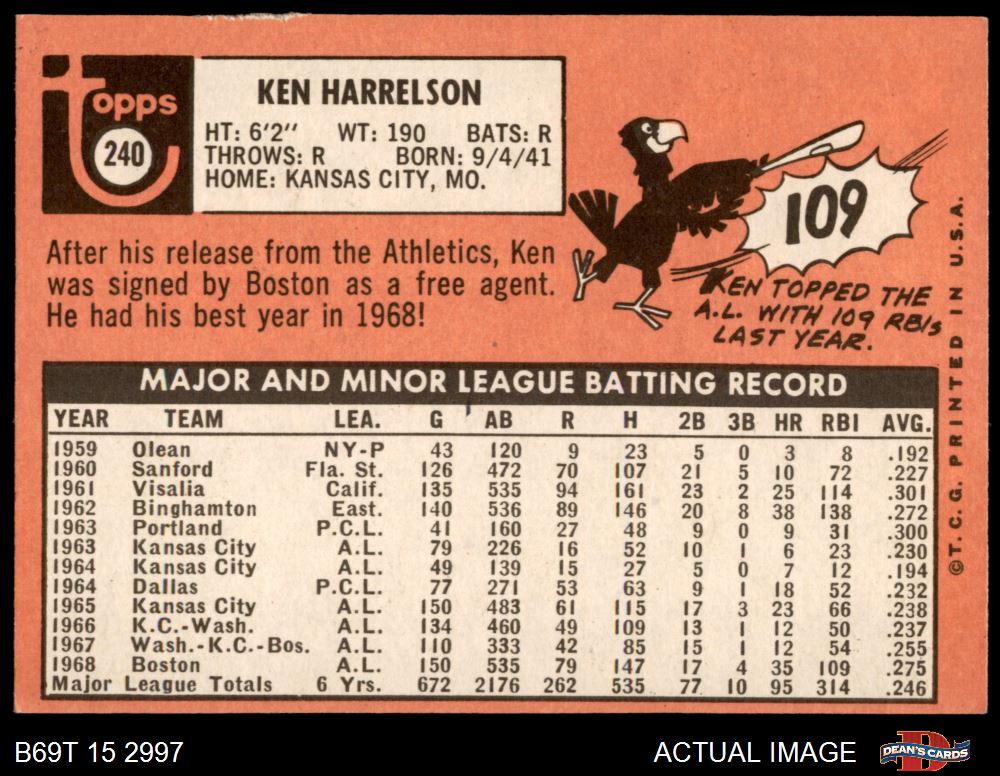 Topps
240
KEN HARRELSON
HT: 6'2" WT: 190 BATS: R
THROWS: R BORN: 9/4/41
HOME: KANSAS CITY, MO.
After his release from the Athletics, Ken
was signed by Boston as a free agent.
He had his best year in 1968!
109
KEN TOPPED THE
A.L. WITH 109 RBIs
LAST YEAR.
MAJOR AND MINOR LEAGUE BATTING RECORD
YEAR TEAM LEA. G AB R H 2B 3B HR RBI AVG.
1959 Olean NY-P 43 120 9 23 5 0 3 8 .192
1960 Sanford Fla. St. 126 472 70 107 21 5 10 72 .227
1961 Visalia Calif. 135 535 94 161 23 2 25 114 .301
1962 Binghamton East. 140 536 89 146 20 8 38 138 .272
1963 Portland P.C.L. 41 160 27 48 9 0 9 31 .300
1963 Kansas City A.L. 79 226 16 52 10 1 6 23 .230
1964 Kansas City A.L. 49 139 15 27 5 0 7 12 .194
1964 Dallas P.C.L. 77 271 53 63 9 1 18 52 .232
1965 Kansas City A.L. 150 483 61 115 17 3 23 66 .238
1966 K.C.-Wash. A.L. 134 460 49 109 13 1 12 50 .237
1967 Wash.-K.C.-Bos. A.L. 110 333 42 85 15 1 12 54 .255
1968 Boston A.L. 150 535 79 147 17 4 35 109 .275
Major League Totals 6 Yrs. 672 2176 262 535 77 10 95 314 .246
©T. C. G. PRINTED IN U.S.A.
B69T 15 2997
ACTUAL IMAGE
D
DEAN'S CARDS